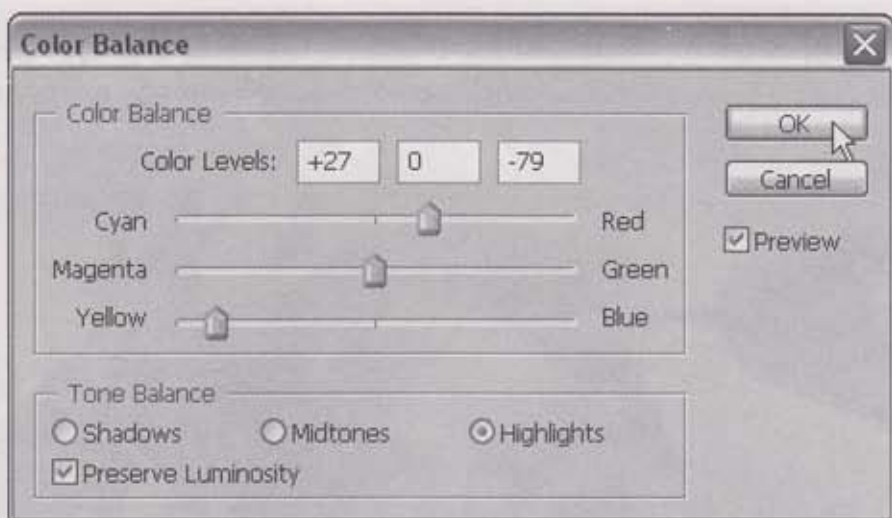 Color Balance
Color Balance
OK
Color Levels: +27 0 -79
Cancel
Cyan Red
Preview
Magenta Green
Yellow Blue
Tone Balance
Shadows Midtones Highlights
Preserve Luminosity